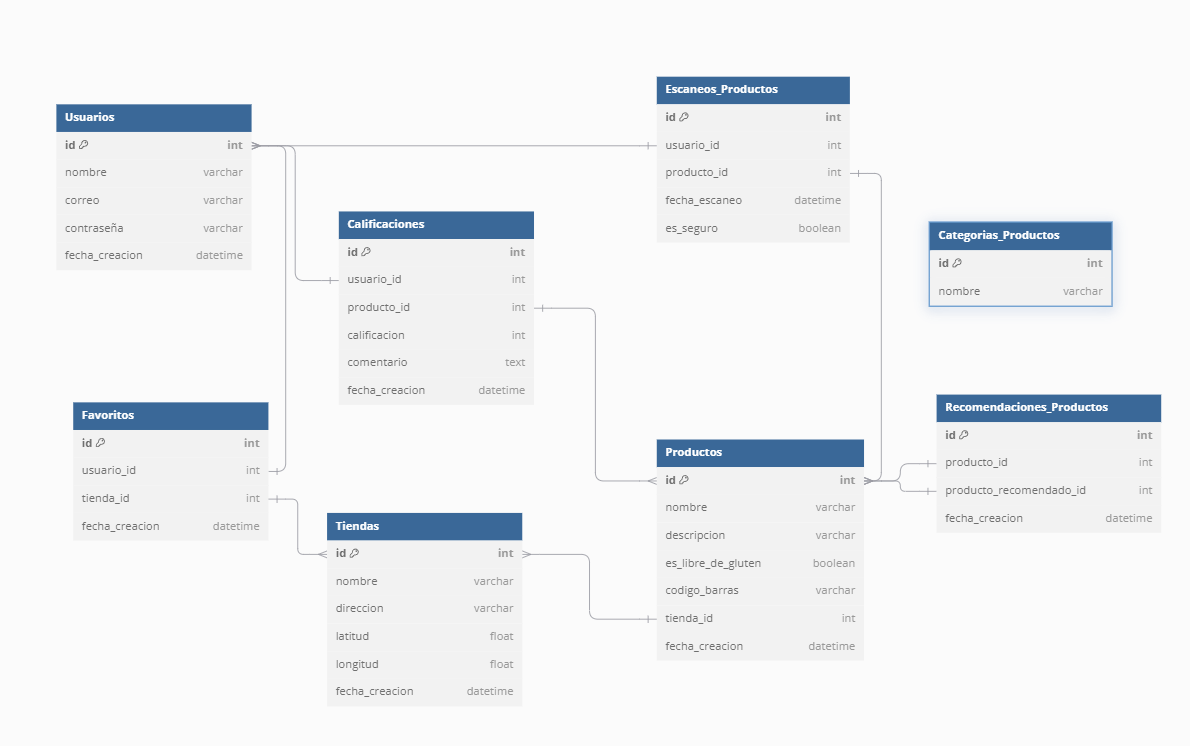 Usuarios
id int
nombre varchar
correo varchar
contraseña varchar
fecha_creacion datetime
Escaneos_Productos
id int
usuario_id int
producto_id int
fecha_escaneo datetime
es_seguro boolean
Calificaciones
id int
usuario_id int
producto_id int
calificacion int
comentario text
fecha_creacion datetime
Categorias_Productos
id int
nombre varchar
Favoritos
id int
usuario_id int
tienda_id int
fecha_creacion datetime
Tiendas
id int
nombre varchar
direccion varchar
latitud float
longitud float
fecha_creacion datetime
Productos
id int
nombre varchar
descripcion varchar
es_libre_de_gluten boolean
codigo_barras varchar
tienda_id int
fecha_creacion datetime
Recomendaciones_Productos
id int
producto_id int
producto_recomendado_id int
fecha_creacion datetime